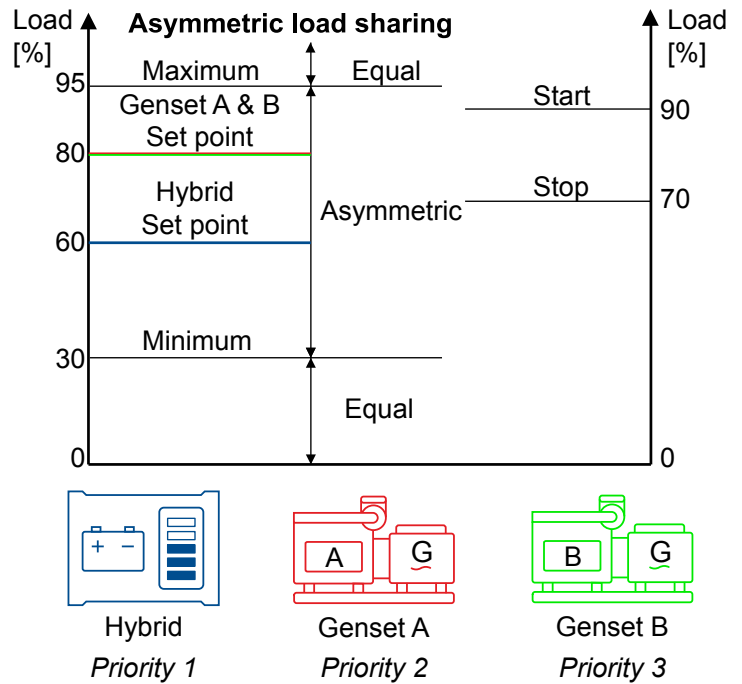 Load
[%]
Asymmetric load sharing
Load
[%]
95
Maximum
Equal
Genset A & B
Set point
Start
90
80
Hybrid
Set point
Asymmetric
Stop
70
60
Minimum
30
Equal
0
0
+ −
A
G
B
G
Hybrid
Genset A
Genset B
Priority 1
Priority 2
Priority 3